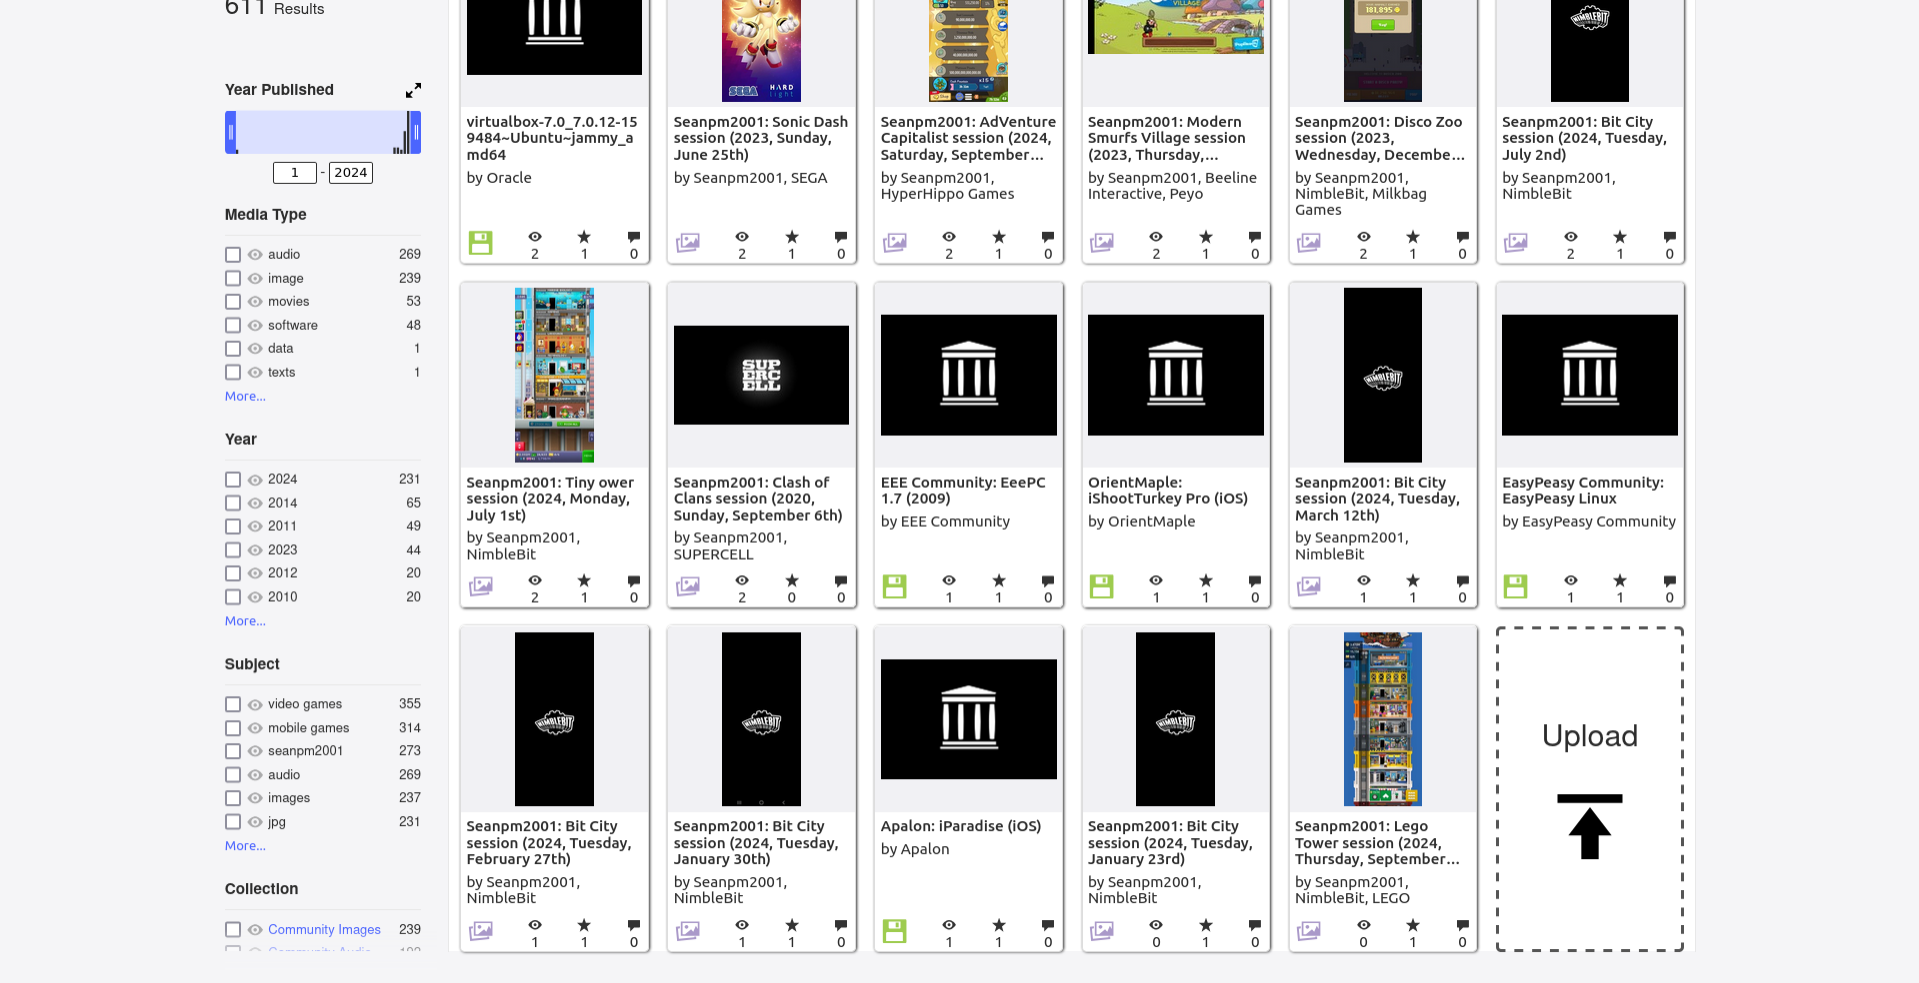 611 Results
Year Published
1 - 2024
Media Type
audio 269
image 239
movies 53
software 48
data 1
texts 1
More...
Year
2024 231
2014 65
2011 49
2023 44
2012 20
2010 20
More...
Subject
video games 355
mobile games 314
seanpm2001 273
audio 269
images 237
jpg 231
More...
Collection
Community Images 239
virtualbox-7.0_7.0.12-15
9484~Ubuntu~jammy_a
md64
by Oracle
2 1 0
SEGA HARD light
Seanpm2001: Sonic Dash
session (2023, Sunday,
June 25th)
by Seanpm2001, SEGA
2 1 0
Seanpm2001: AdVenture
Capitalist session (2024,
Saturday, September...
by Seanpm2001,
HyperHippo Games
2 1 0
VILLAGE
Seanpm2001: Modern
Smurfs Village session
(2023, Thursday,...
by Seanpm2001, Beeline
Interactive, Peyo
2 1 0
181,895
Seanpm2001: Disco Zoo
session (2023,
Wednesday, Decembe...
by Seanpm2001,
NimbleBit, Milkbag
Games
2 1 0
NIMBLEBIT
Seanpm2001: Bit City
session (2024, Tuesday,
July 2nd)
by Seanpm2001,
NimbleBit
2 1 0
Seanpm2001: Tiny ower
session (2024, Monday,
July 1st)
by Seanpm2001,
NimbleBit
2 1 0
SUP
ERC
ELL
Seanpm2001: Clash of
Clans session (2020,
Sunday, September 6th)
by Seanpm2001,
SUPERCELL
2 0 0
EEE Community: EeePC
1.7 (2009)
by EEE Community
1 1 0
OrientMaple:
iShootTurkey Pro (iOS)
by OrientMaple
1 1 0
NIMBLEBIT
Seanpm2001: Bit City
session (2024, Tuesday,
March 12th)
by Seanpm2001,
NimbleBit
1 1 0
EasyPeasy Community:
EasyPeasy Linux
by EasyPeasy Community
1 1 0
NIMBLEBIT
Seanpm2001: Bit City
session (2024, Tuesday,
February 27th)
by Seanpm2001,
NimbleBit
1 1 0
NIMBLEBIT
Seanpm2001: Bit City
session (2024, Tuesday,
January 30th)
by Seanpm2001,
NimbleBit
1 1 0
Apalon: iParadise (iOS)
by Apalon
1 1 0
NIMBLEBIT
Seanpm2001: Bit City
session (2024, Tuesday,
January 23rd)
by Seanpm2001,
NimbleBit
0 1 0
Seanpm2001: Lego
Tower session (2024,
Thursday, September...
by Seanpm2001,
NimbleBit, LEGO
0 1 0
Upload